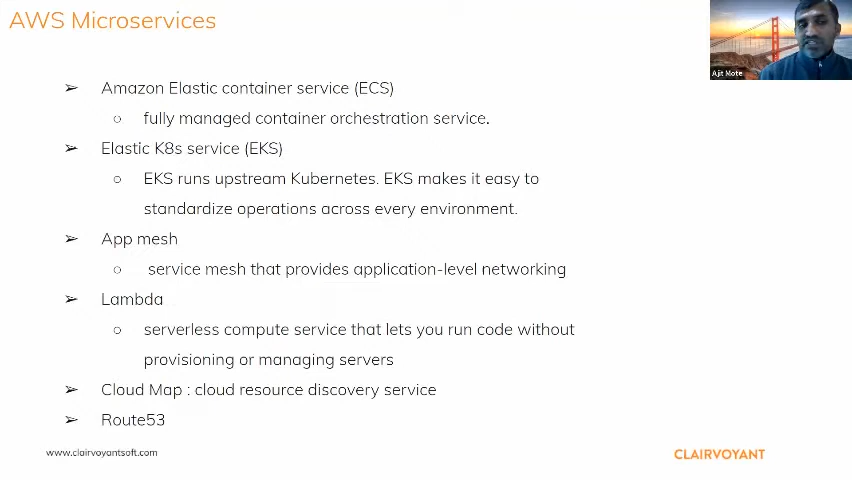 AWS Microservices
Ajit Mote
➢ Amazon Elastic container service (ECS)
○ fully managed container orchestration service.
➢ Elastic K8s service (EKS)
○ EKS runs upstream Kubernetes. EKS makes it easy to
standardize operations across every environment.
➢ App mesh
○ service mesh that provides application-level networking
➢ Lambda
○ serverless compute service that lets you run code without
provisioning or managing servers
➢ Cloud Map : cloud resource discovery service
➢ Route53
www.clairvoyantsoft.com
CLAIRVOYANT